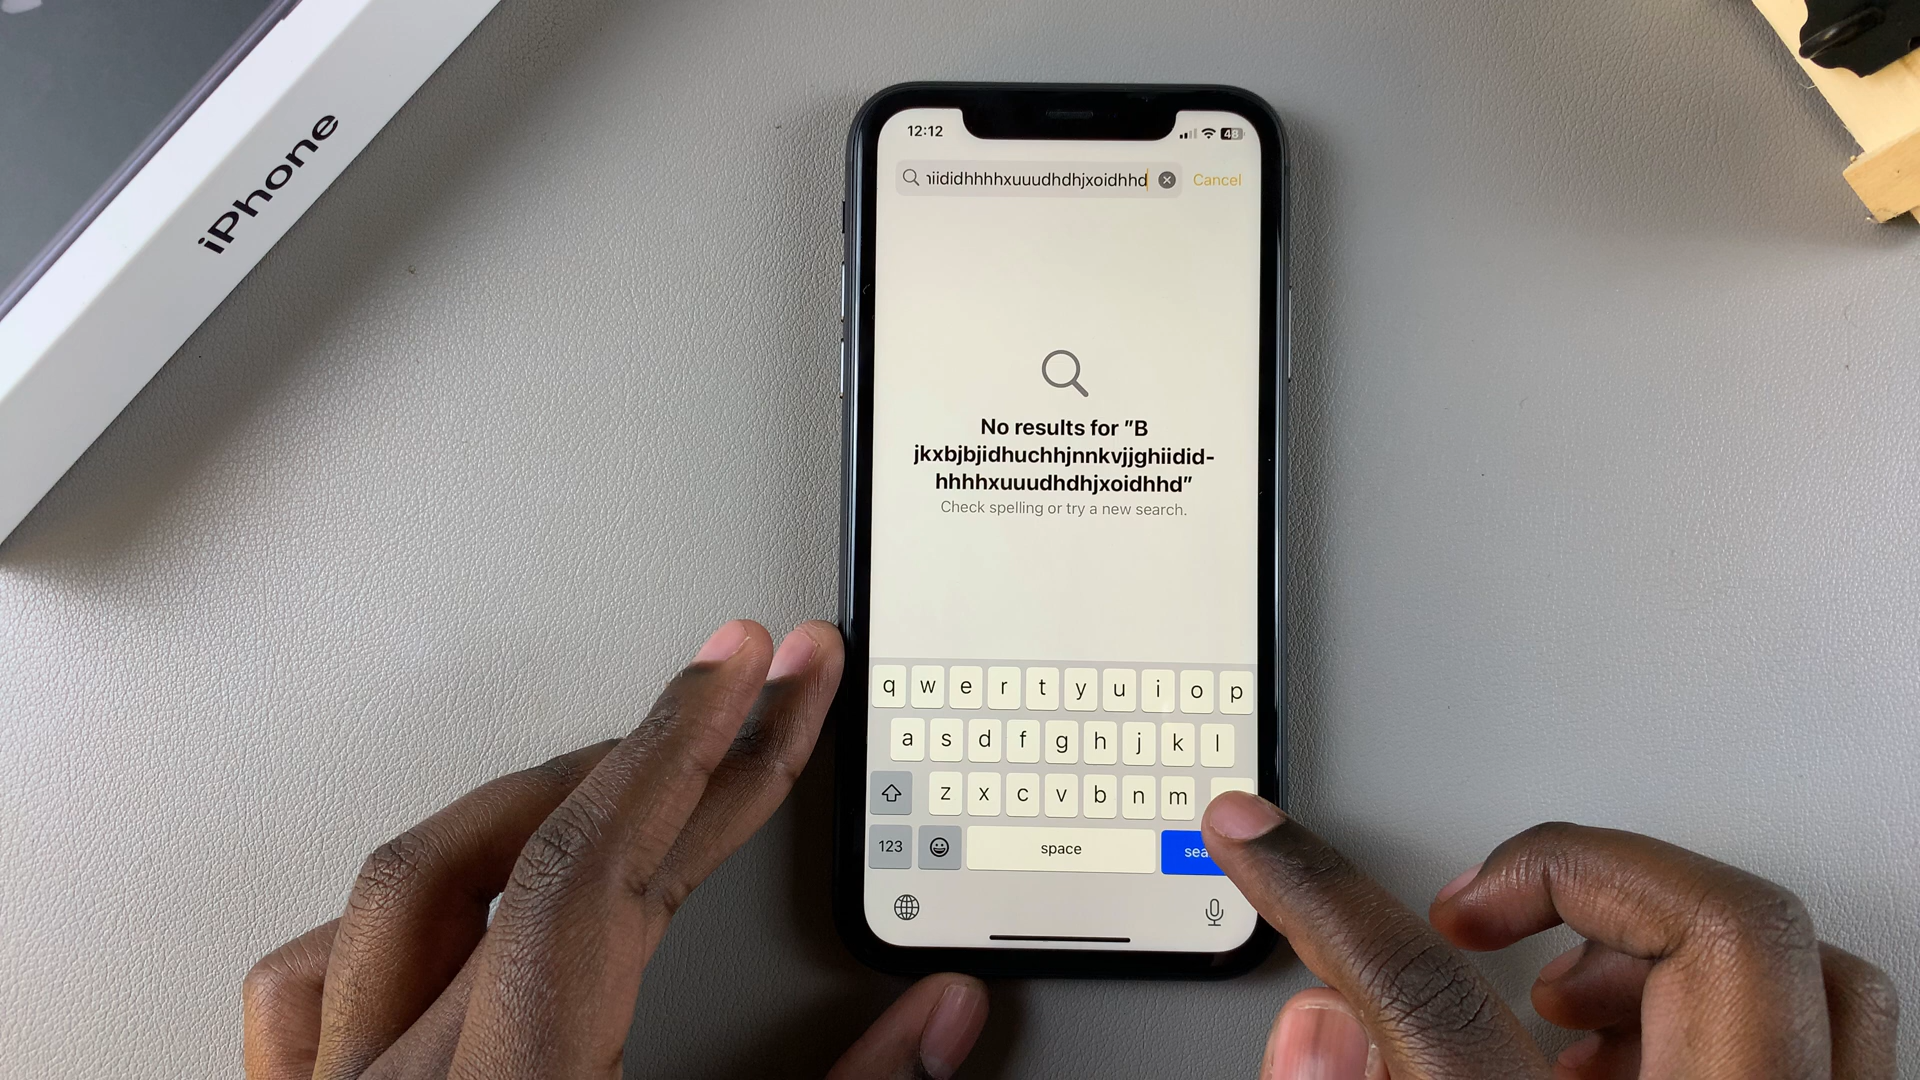 iPhone
12:12
48
iididhhhhxuuudhdhjxoidhhd
Cancel
No results for "B
jkxbjbjidhuchhjnnkvjjghiidid-
hhhhxuuudhdhjxoidhhd"
Check spelling or try a new search.
q w e r t y u i o p
a s d f g h j k l
z x c v b n m
123
space
sea